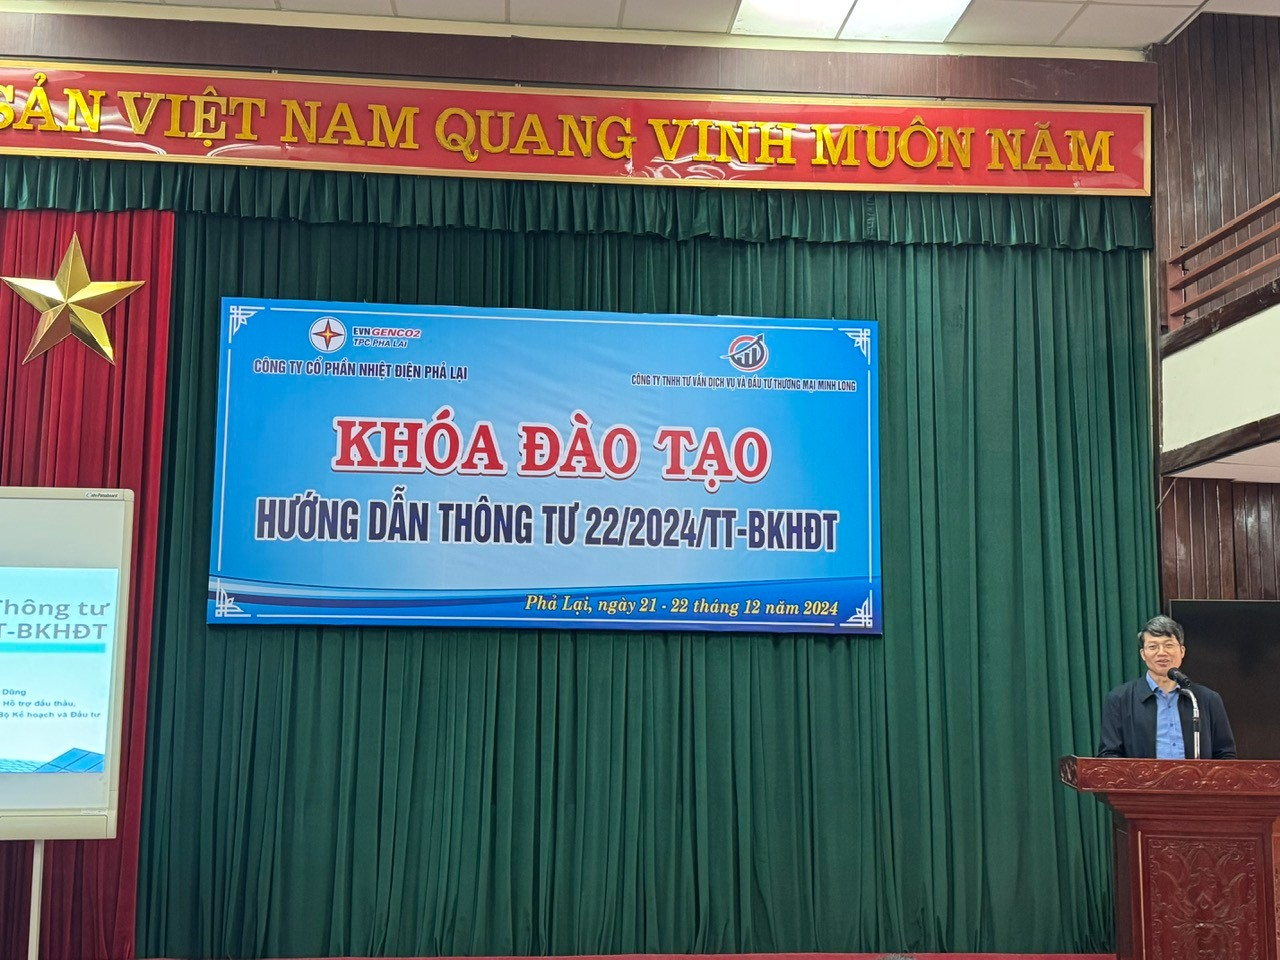 SẢN VIỆT NAM QUANG VINH MUÔN NĂM
EVNGENCO2
TPC PHA LAI
CÔNG TY CỔ PHẦN NHIỆT ĐIỆN PHẢ LẠI
CÔNG TY TNHH TƯ VẤN DỊCH VỤ VÀ ĐẦU TƯ THƯƠNG MẠI MINH LONG
KHÓA ĐÀO TẠO
HƯỚNG DẪN THÔNG TƯ 22/2024/TT-BKHĐT
Phả Lại, ngày 21 - 22 tháng 12 năm 2024
Thông tư
T-BKHĐT
Dũng
Hỗ trợ đấu thầu,
Bộ Kế hoạch và Đầu tư